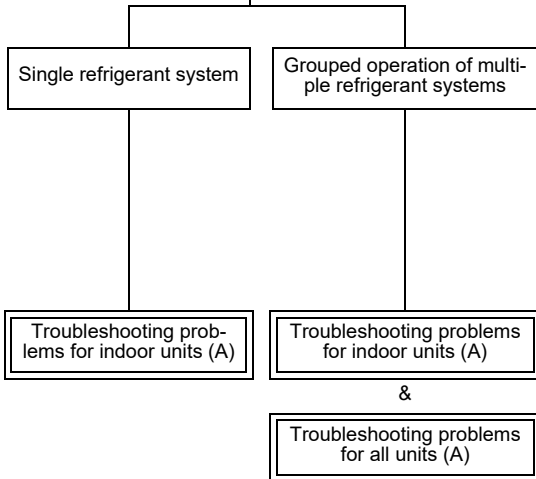 Single refrigerant system
Grouped operation of multi-
ple refrigerant systems
Troubleshooting prob-
lems for indoor units (A)
Troubleshooting problems
for indoor units (A)
&
Troubleshooting problems
for all units (A)